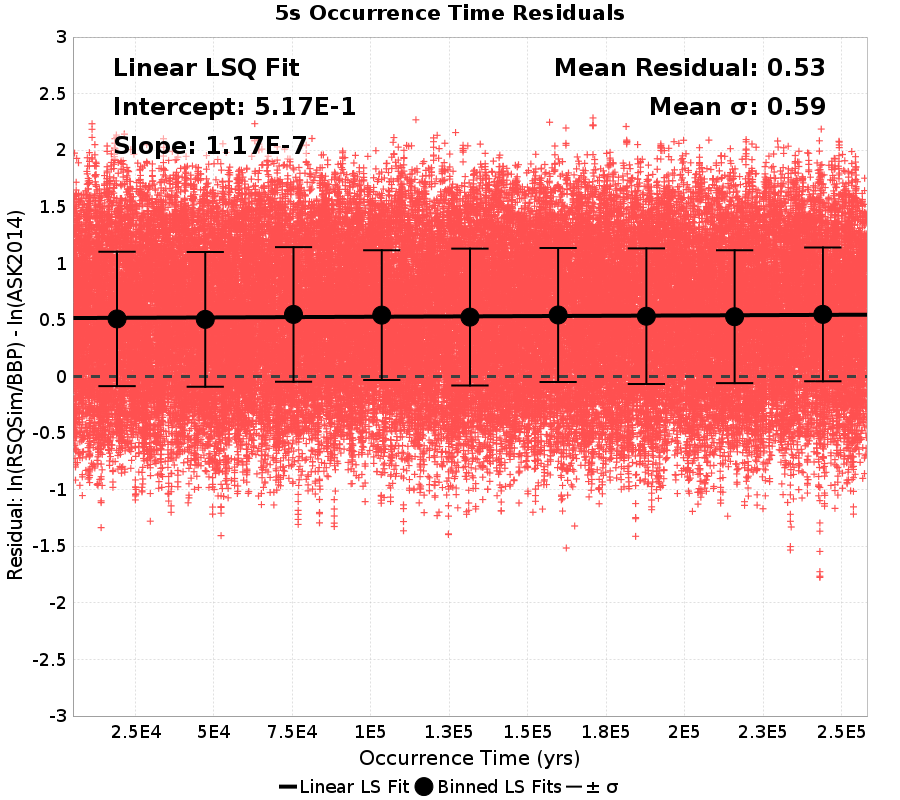 5s Occurrence Time Residuals
Linear LSQ Fit
Intercept: 5.17E-1
Slope: 1.17E-7
Mean Residual: 0.53
Mean σ: 0.59
Residual: ln(RSQSim/BBP) - ln(ASK2014)
3
2.5
2
1.5
1
0.5
0
-0.5
-1
-1.5
-2
-2.5
-3
2.5E4 5E4 7.5E4 1E5 1.3E5 1.5E5 1.8E5 2E5 2.3E5 2.5E5
Occurrence Time (yrs)
Linear LS Fit Binned LS Fits ± σ